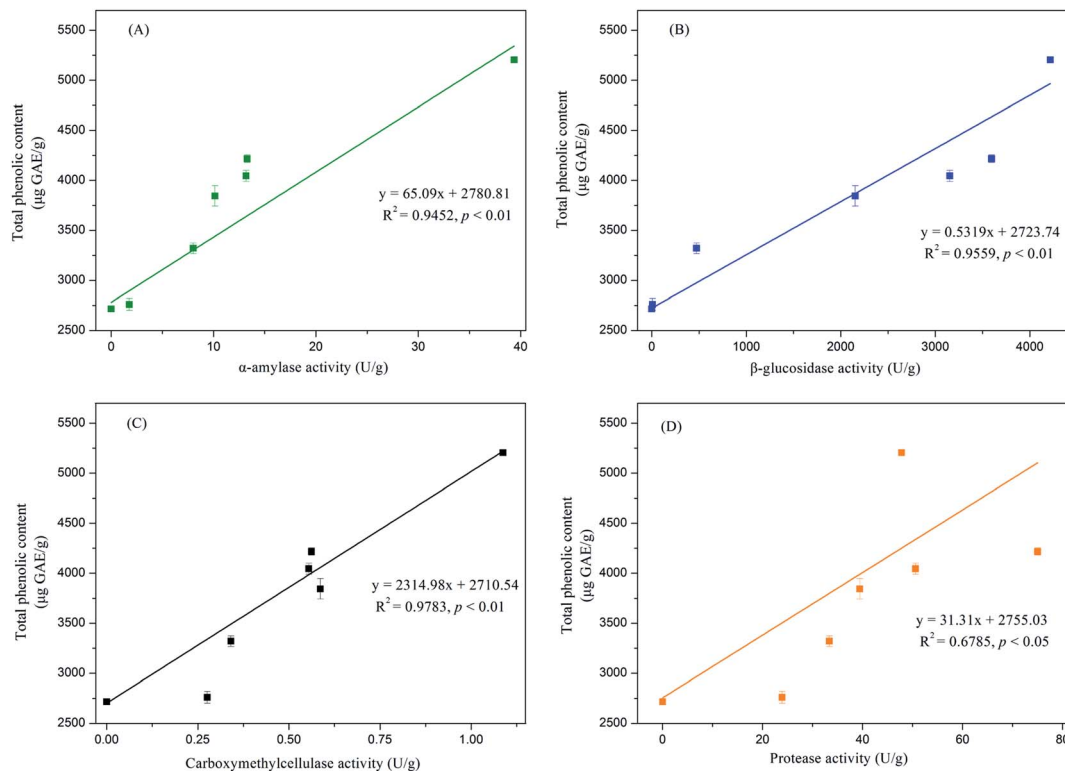 (A)
5500
5000
4500
4000
3500
3000
2500
Total phenolic content
(μg GAE/g)
y = 65.09x + 2780.81
R² = 0.9452, p < 0.01
0 10 20 30 40
α-amylase activity (U/g)
(B)
5500
5000
4500
4000
3500
3000
2500
Total phenolic content
(μg GAE/g)
y = 0.5319x + 2723.74
R² = 0.9559, p < 0.01
0 1000 2000 3000 4000
β-glucosidase activity (U/g)
(C)
5500
5000
4500
4000
3500
3000
2500
Total phenolic content
(μg GAE/g)
y = 2314.98x + 2710.54
R² = 0.9783, p < 0.01
0.00 0.25 0.50 0.75 1.00
Carboxymethylcellulase activity (U/g)
(D)
5500
5000
4500
4000
3500
3000
2500
Total phenolic content
(μg GAE/g)
y = 31.31x + 2755.03
R² = 0.6785, p < 0.05
0 20 40 60 80
Protease activity (U/g)